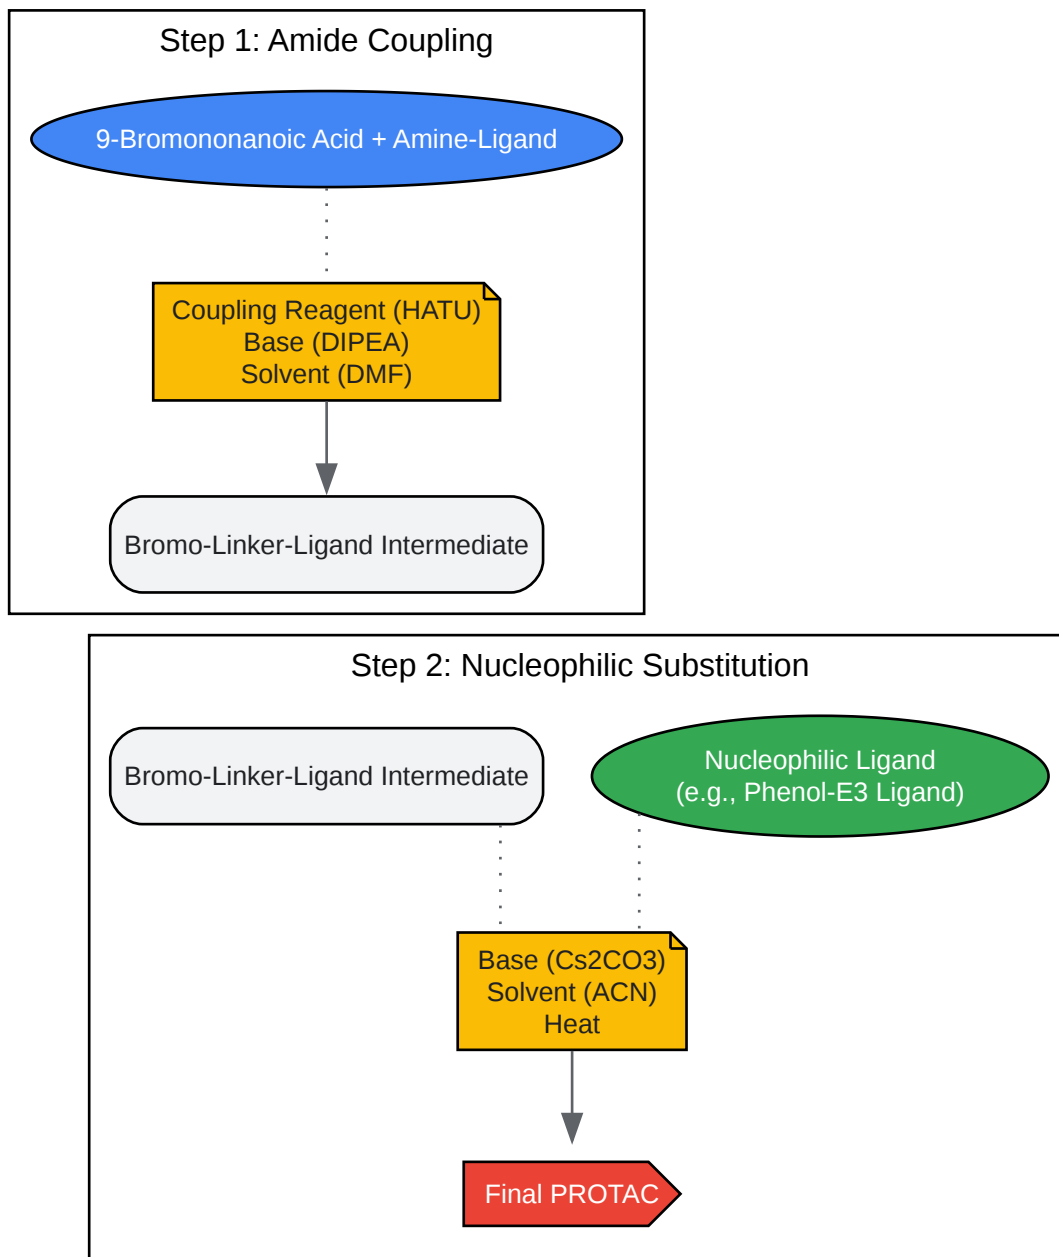 Step 1: Amide Coupling
9-Bromononanoic Acid + Amine-Ligand
Coupling Reagent (HATU)
Base (DIPEA)
Solvent (DMF)
Bromo-Linker-Ligand Intermediate
Step 2: Nucleophilic Substitution
Bromo-Linker-Ligand Intermediate
Nucleophilic Ligand
(e.g., Phenol-E3 Ligand)
Base (Cs2CO3)
Solvent (ACN)
Heat
Final PROTAC